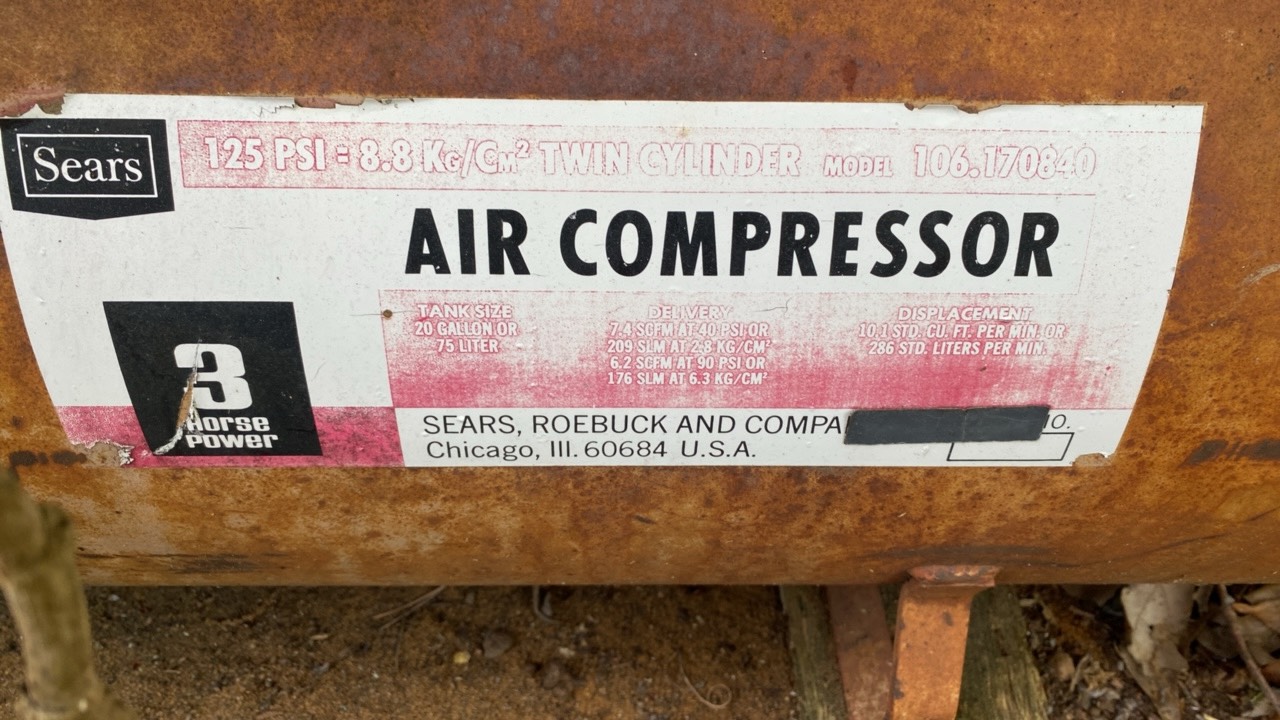 Sears
125 PSI = 8.8 KG/CM² TWIN CYLINDER MODEL 106.170840
AIR COMPRESSOR
TANK SIZE
20 GALLON OR
75 LITER
DELIVERY
7.4 SCFM AT 40 PSI OR
209 SLM AT 2.8 KG/CM²
6.2 SCFM AT 90 PSI OR
176 SLM AT 6.3 KG/CM²
DISPLACEMENT
10.1 STD. CU. FT. PER MIN. OR
286 STD. LITERS PER MIN.
3
Horse
Power
SEARS, ROEBUCK AND COMPA
Chicago, Ill. 60684 U.S.A.